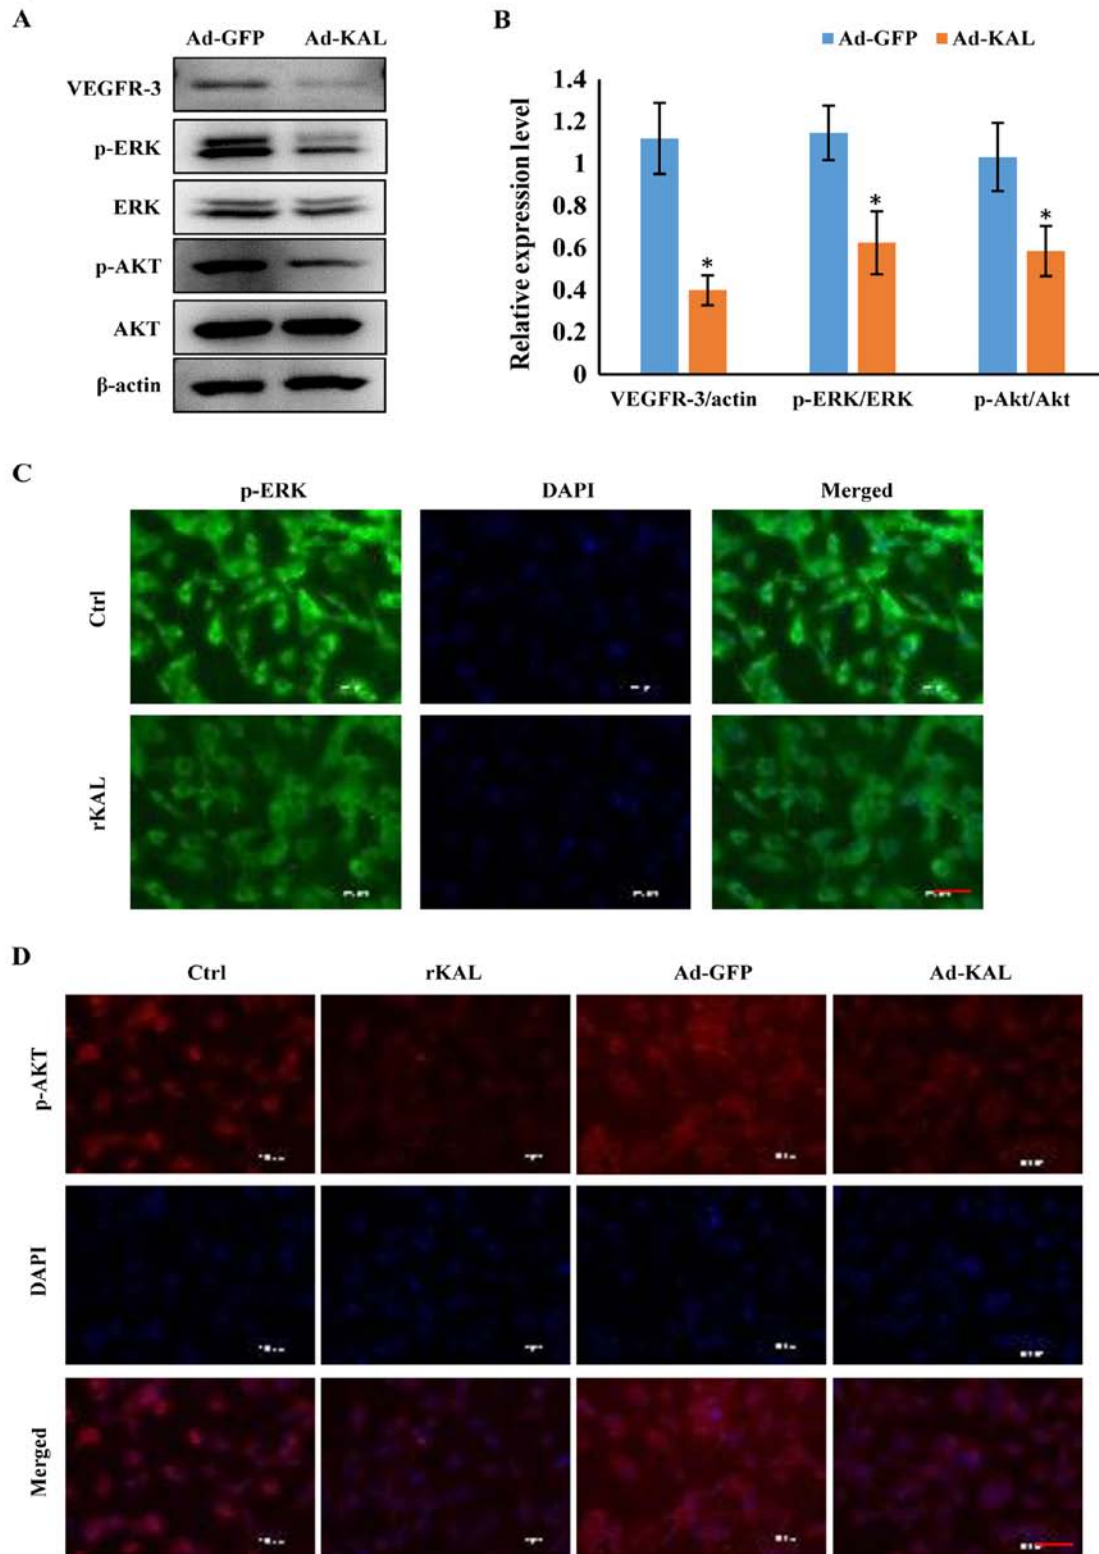 A
Ad-GFP Ad-KAL
VEGFR-3
p-ERK
ERK
p-AKT
AKT
β-actin
B
Ad-GFP Ad-KAL
Relative expression level
1.4
1.2
1
0.8
0.6
0.4
0.2
0
*
*
*
VEGFR-3/actin p-ERK/ERK p-Akt/Akt
C
p-ERK DAPI Merged
Ctrl
rKAL
D
Ctrl rKAL Ad-GFP Ad-KAL
p-AKT
DAPI
Merged